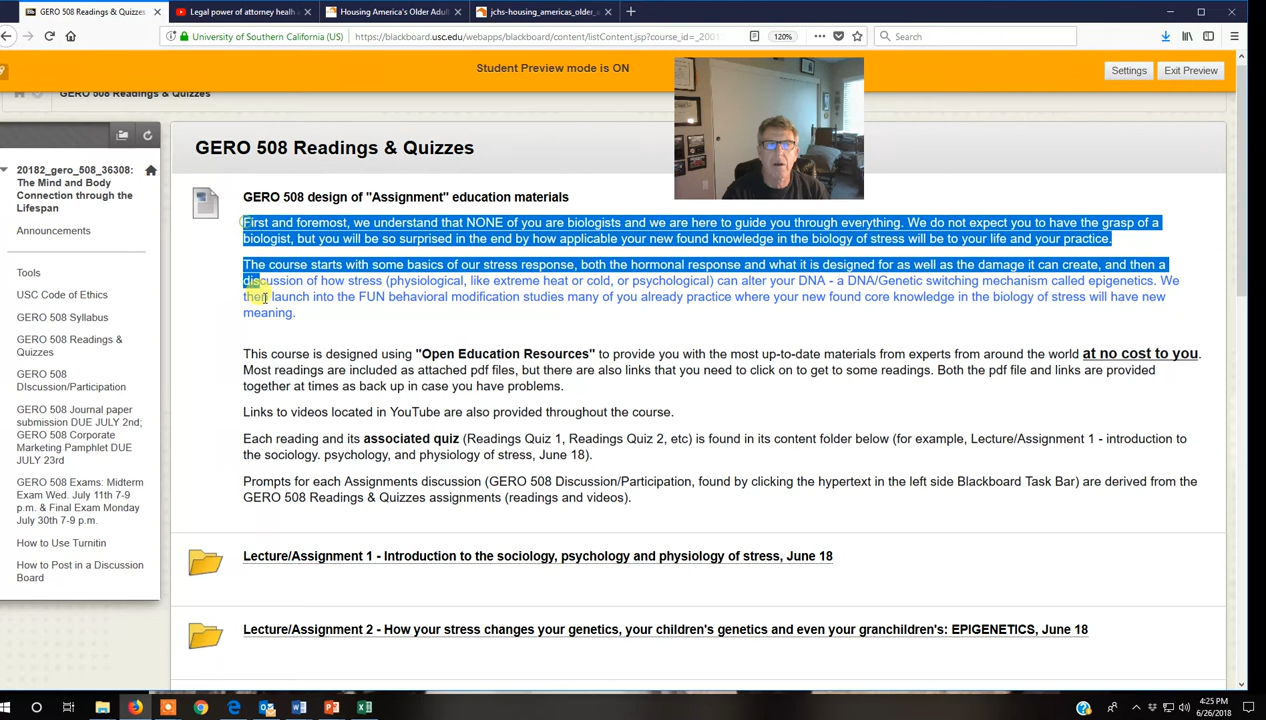 GERO 508 Readings & Quizzes
Legal power of attorney healh
Housing America's Older Adul
jchs-housing_americas_older_
University of Southern California (US)
https://blackboard.usc.edu/webapps/blackboard/content/listContent.jsp?course_id=_2001
120%
Search
Student Preview mode is ON
Settings
Exit Preview
GERO 508 Readings & Quizzes
20182_gero_508_36308:
The Mind and Body
Connection through the
Lifespan
Announcements
Tools
USC Code of Ethics
GERO 508 Syllabus
GERO 508 Readings &
Quizzes
GERO 508
DIscussion/Participation
GERO 508 Journal paper
submission DUE JULY 2nd;
GERO 508 Corporate
Marketing Pamphlet DUE
JULY 23rd
GERO 508 Exams: Midterm
Exam Wed. July 11th 7-9
p.m. & Final Exam Monday
July 30th 7-9 p.m.
How to Use Turnitin
How to Post in a Discussion
Board
GERO 508 Readings & Quizzes
GERO 508 design of "Assignment" education materials
First and foremost, we understand that NONE of you are biologists and we are here to guide you through everything. We do not expect you to have the grasp of a
biologist, but you will be so surprised in the end by how applicable your new found knowledge in the biology of stress will be to your life and your practice.
The course starts with some basics of our stress response, both the hormonal response and what it is designed for as well as the damage it can create, and then a
discussion of how stress (physiological, like extreme heat or cold, or psychological) can alter your DNA - a DNA/Genetic switching mechanism called epigenetics. We
then launch into the FUN behavioral modification studies many of you already practice where your new found core knowledge in the biology of stress will have new
meaning.
This course is designed using "Open Education Resources" to provide you with the most up-to-date materials from experts from around the world at no cost to you.
Most readings are included as attached pdf files, but there are also links that you need to click on to get to some readings. Both the pdf file and links are provided
together at times as back up in case you have problems.
Links to videos located in YouTube are also provided throughout the course.
Each reading and its associated quiz (Readings Quiz 1, Readings Quiz 2, etc) is found in its content folder below (for example, Lecture/Assignment 1 - introduction to
the sociology. psychology, and physiology of stress, June 18).
Prompts for each Assignments discussion (GERO 508 Discussion/Participation, found by clicking the hypertext in the left side Blackboard Task Bar) are derived from the
GERO 508 Readings & Quizzes assignments (readings and videos).
Lecture/Assignment 1 - Introduction to the sociology, psychology and physiology of stress, June 18
Lecture/Assignment 2 - How your stress changes your genetics, your children's genetics and even your granchildren's: EPIGENETICS, June 18
4:25 PM
6/26/2018